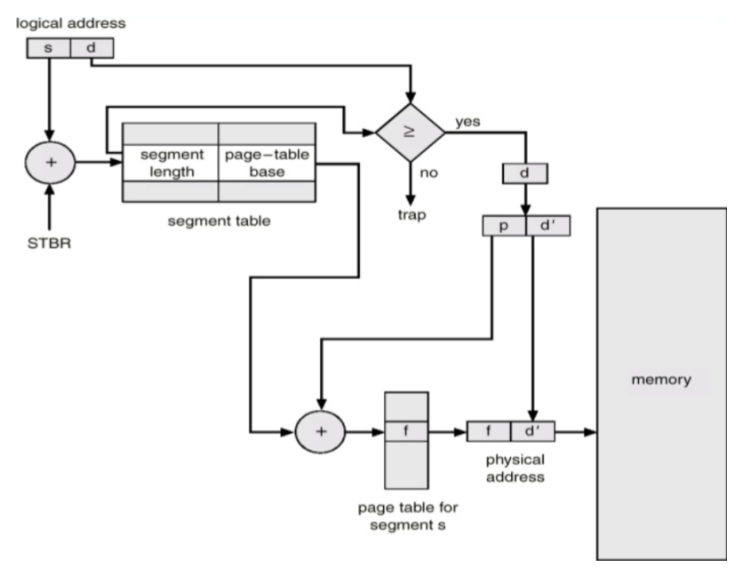 logical address
s d
yes
≥
segment
length
page–table
base
+
no
d
segment table
trap
p d′
STBR
memory
+
f
f d′
physical
address
page table for
segment s